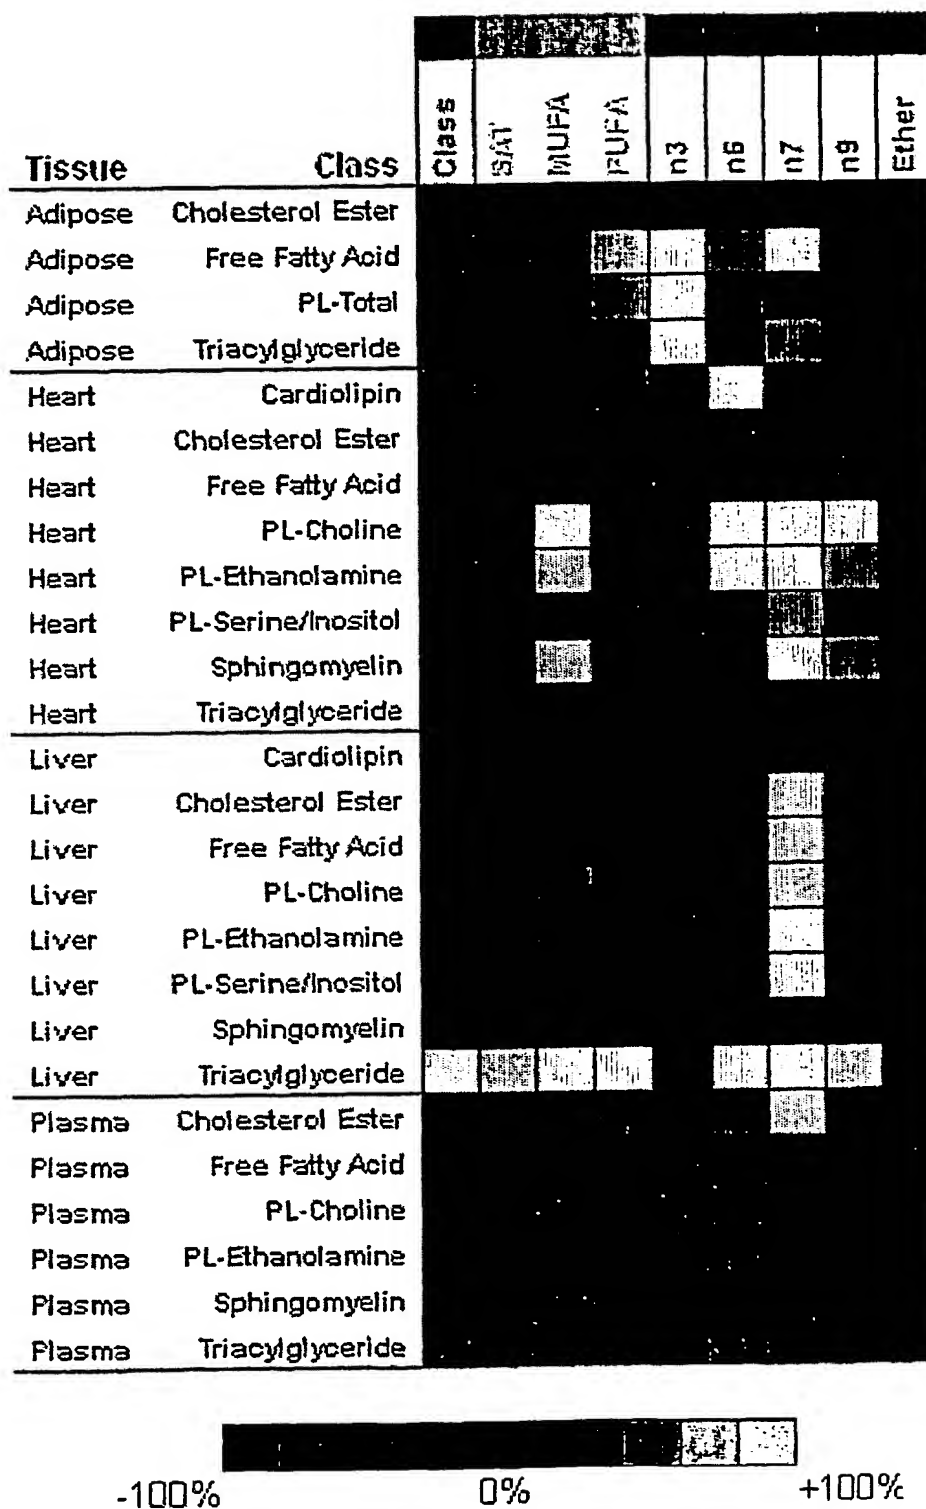 Class SAT MUFA PUFA n3 n6 n7 n9 Ether
Tissue Class
Adipose Cholesterol Ester
Adipose Free Fatty Acid
Adipose PL-Total
Adipose Triacylglyceride
Heart Cardiolipin
Heart Cholesterol Ester
Heart Free Fatty Acid
Heart PL-Choline
Heart PL-Ethanolamine
Heart PL-Serine/Inositol
Heart Sphingomyelin
Heart Triacylglyceride
Liver Cardiolipin
Liver Cholesterol Ester
Liver Free Fatty Acid
Liver PL-Choline
Liver PL-Ethanolamine
Liver PL-Serine/Inositol
Liver Sphingomyelin
Liver Triacylglyceride
Plasma Cholesterol Ester
Plasma Free Fatty Acid
Plasma PL-Choline
Plasma PL-Ethanolamine
Plasma Sphingomyelin
Plasma Triacylglyceride
-100% 0% +100%